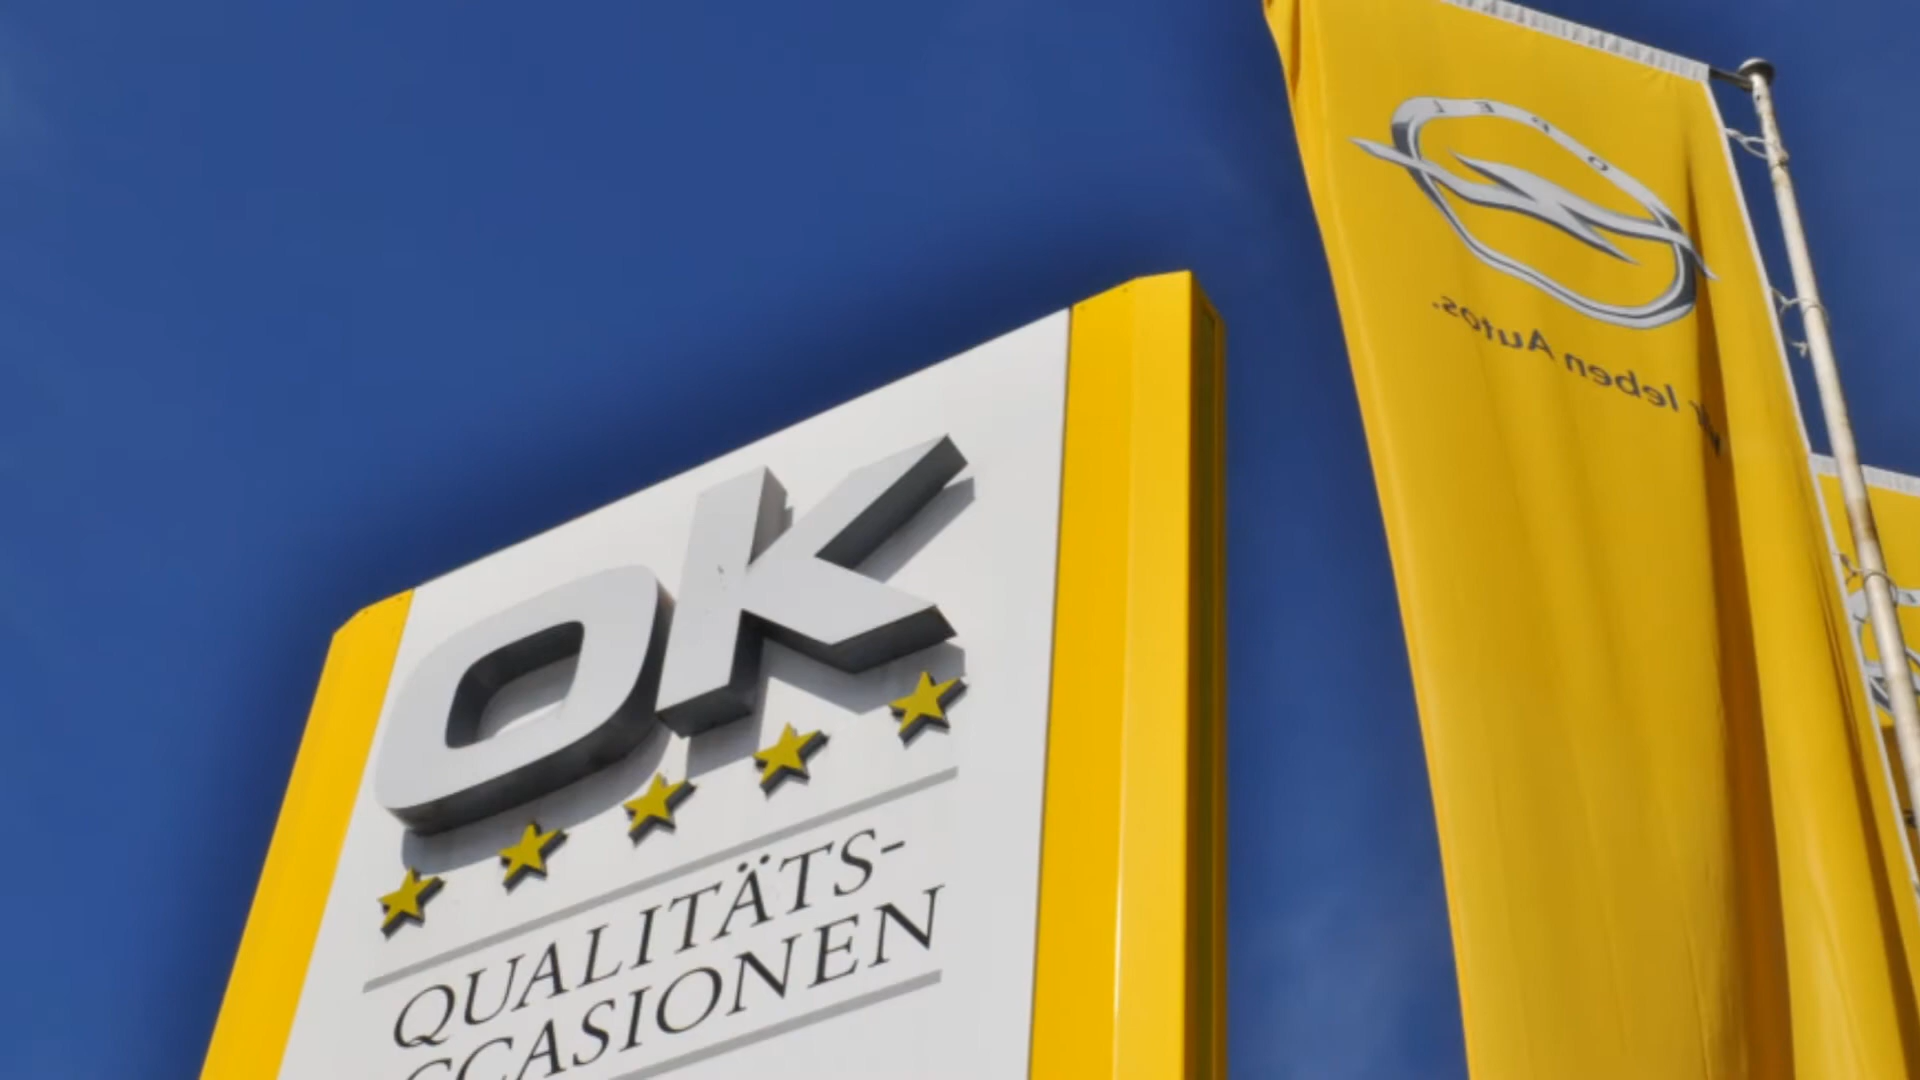 OK
QUALITÄTS-
CCASIONEN
OPEL
leben Autos.